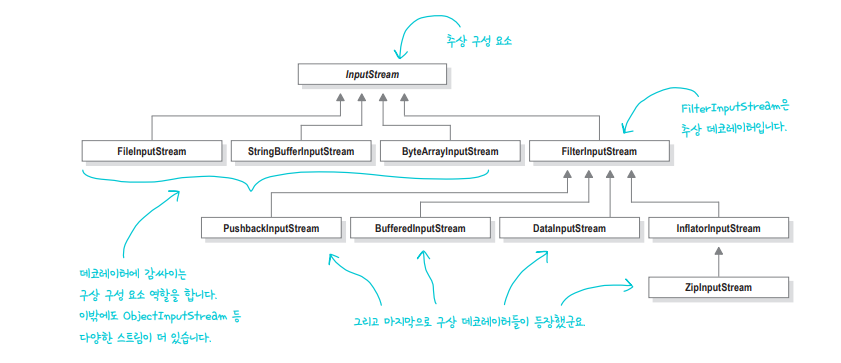 추상 구성 요소
InputStream
FilterInputStream은
추상 데코레이터입니다.
FileInputStream
StringBufferInputStream
ByteArrayInputStream
FilterInputStream
PushbackInputStream
BufferedInputStream
DataInputStream
InflatorInputStream
ZipInputStream
데코레이터에 감싸이는
구상 구성 요소 역할을 합니다.
이밖에도 ObjectInputStream 등
다양한 스트림이 더 있습니다.
그리고 마지막으로 구상 데코레이터들이 등장했군요.